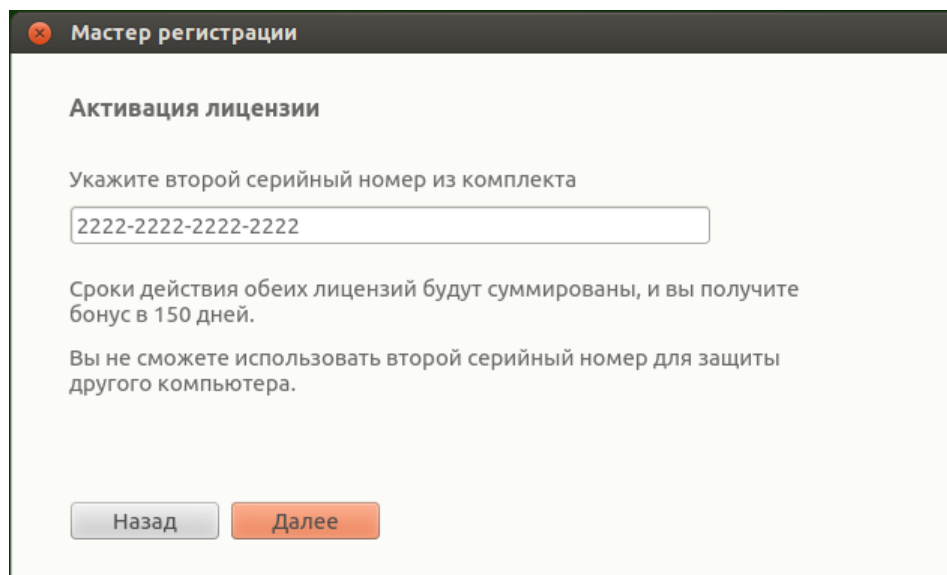 Мастер регистрации
Активация лицензии
Укажите второй серийный номер из комплекта
2222-2222-2222-2222
Сроки действия обеих лицензий будут суммированы, и вы получите
бонус в 150 дней.
Вы не сможете использовать второй серийный номер для защиты
другого компьютера.
Назад
Далее